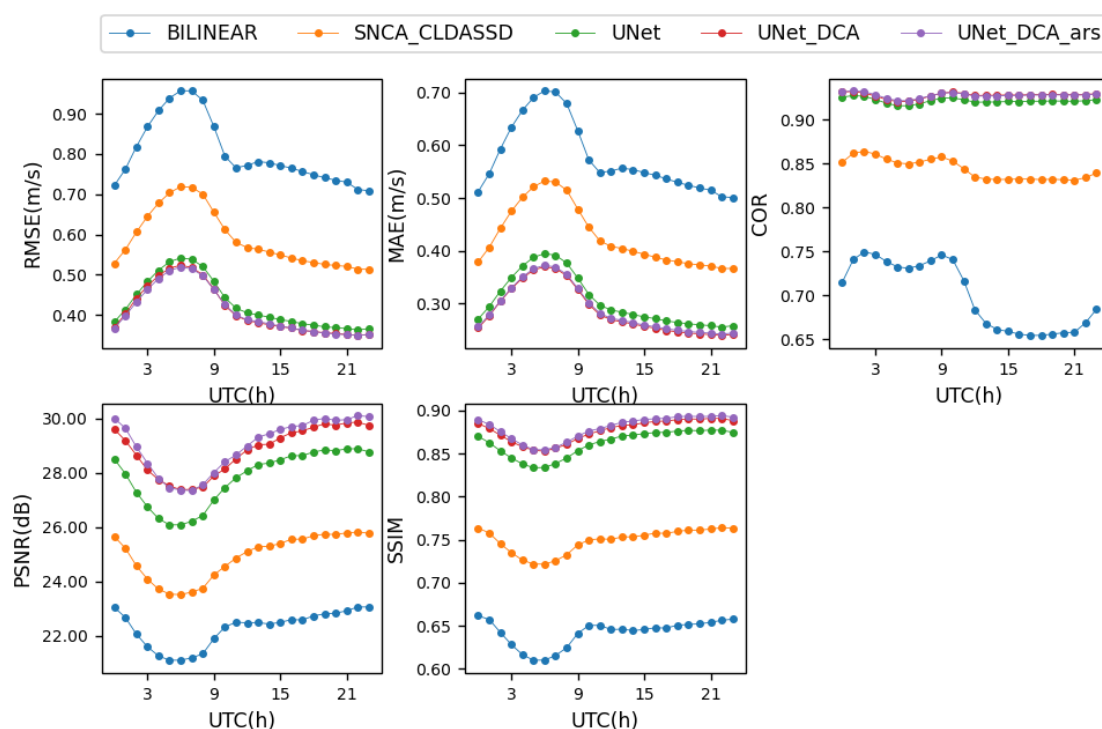 BILINEAR SNCA_CLDASSD UNet UNet_DCA UNet_DCA_ars
0.90
0.80
0.70
0.60
0.50
0.40
RMSE(m/s)
3 9 15 21
UTC(h)
0.70
0.60
0.50
0.40
0.30
MAE(m/s)
3 9 15 21
UTC(h)
0.90
0.85
0.80
0.75
0.70
0.65
COR
3 9 15 21
UTC(h)
30.00
28.00
26.00
24.00
22.00
PSNR(dB)
3 9 15 21
UTC(h)
0.90
0.85
0.80
0.75
0.70
0.65
0.60
SSIM
3 9 15 21
UTC(h)